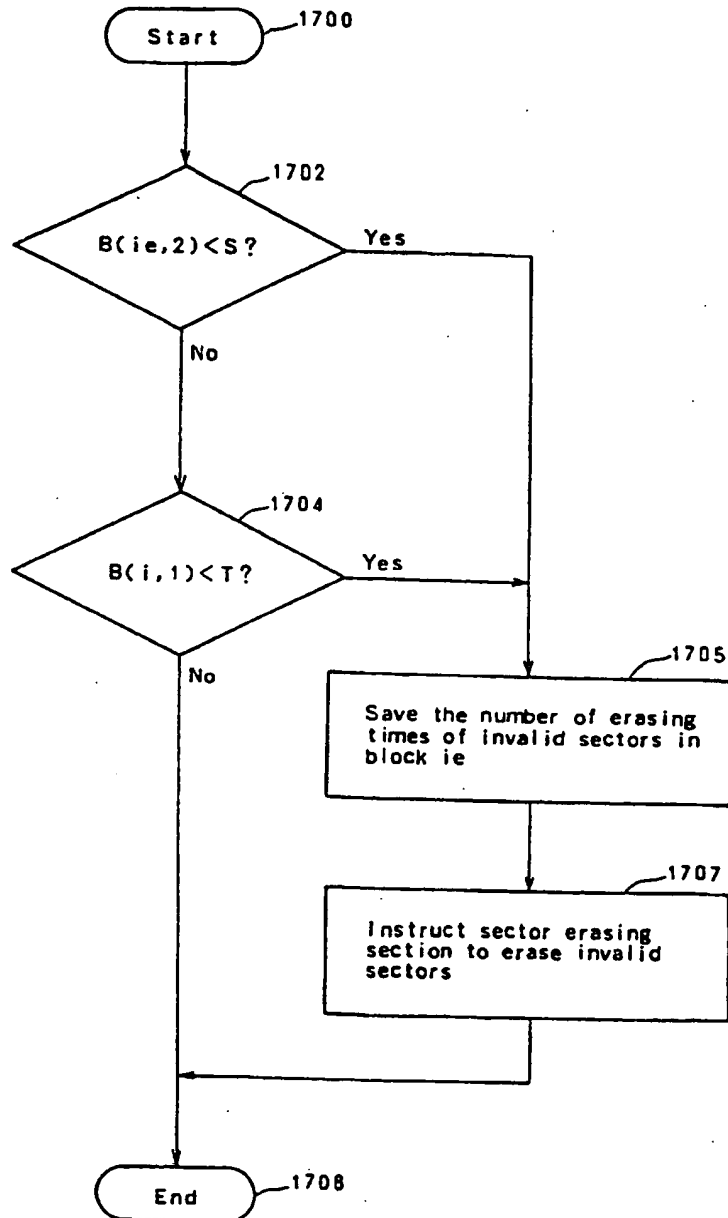 Start
1700
1702
B(ie,2)<S?
Yes
No
1704
B(i,1)<T?
Yes
No
1705
Save the number of erasing
times of invalid sectors in
block ie
1707
Instruct sector erasing
section to erase invalid
sectors
End
1708